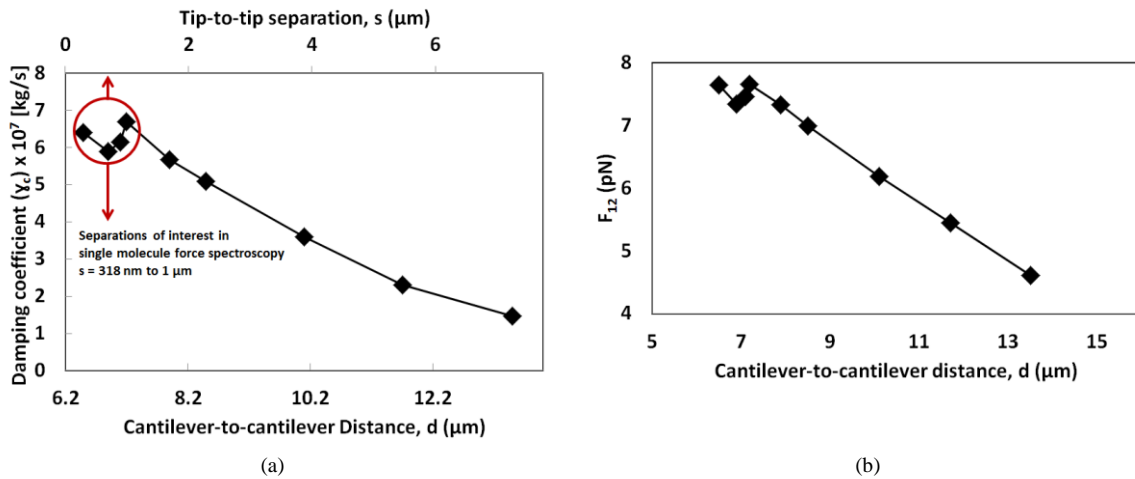 Tip-to-tip separation, s (µm)
0 2 4 6
Damping coefficient (γc) x 10⁷ [kg/s]
8
7
6
5
4
3
2
1
0
Separations of interest in
single molecule force spectroscopy
s = 318 nm to 1 µm
6.2 8.2 10.2 12.2
Cantilever-to-cantilever Distance, d (µm)
(a)
F₁₂ (pN)
8
7
6
5
4
5 7 9 11 13 15
Cantilever-to-cantilever distance, d (µm)
(b)